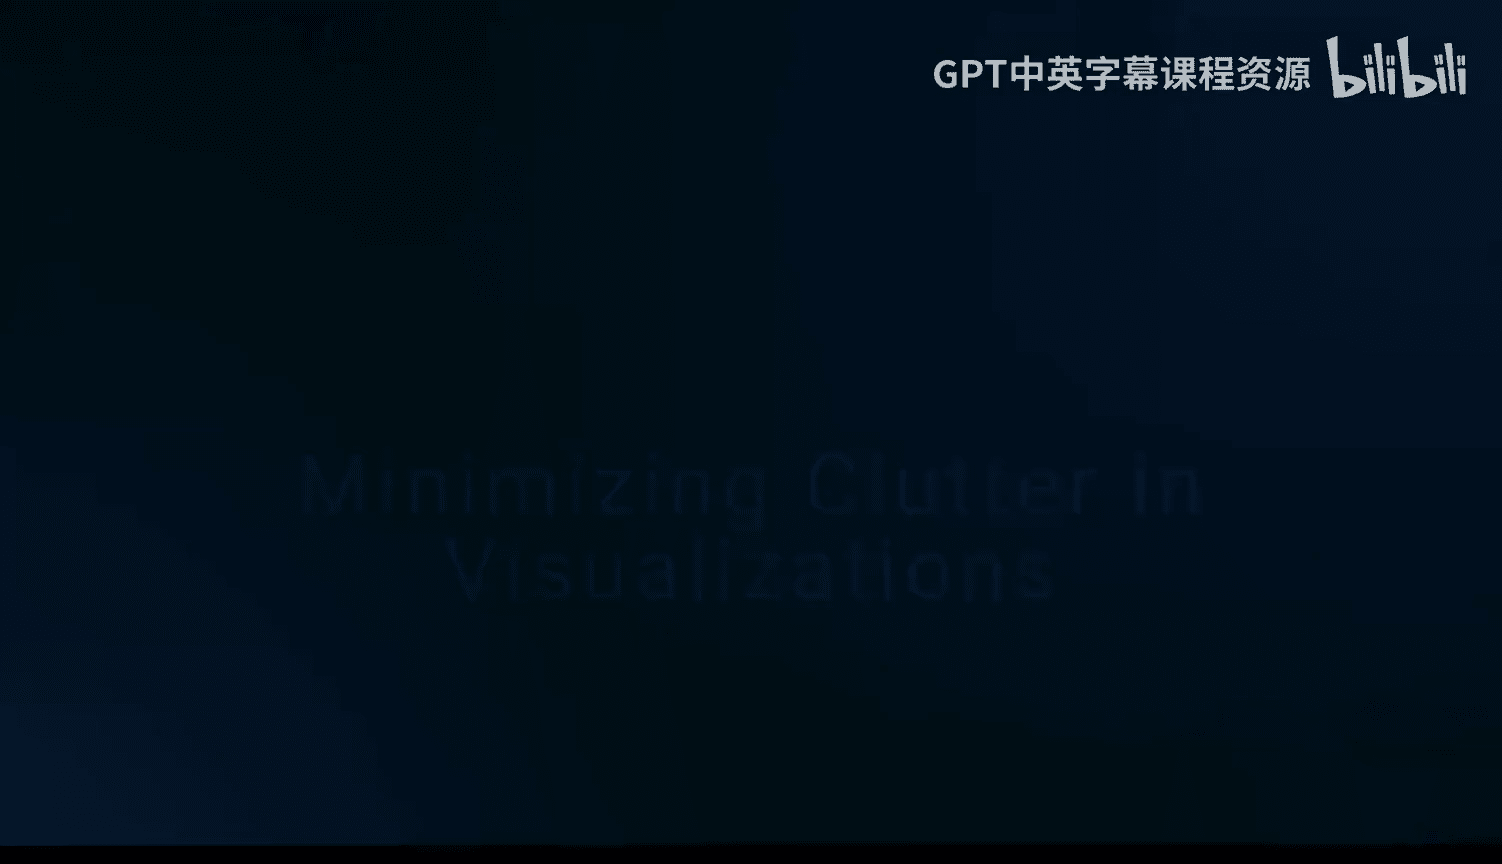 GPT中英字幕课程资源 bilibili
Minimizing Clutter in
Visualizations